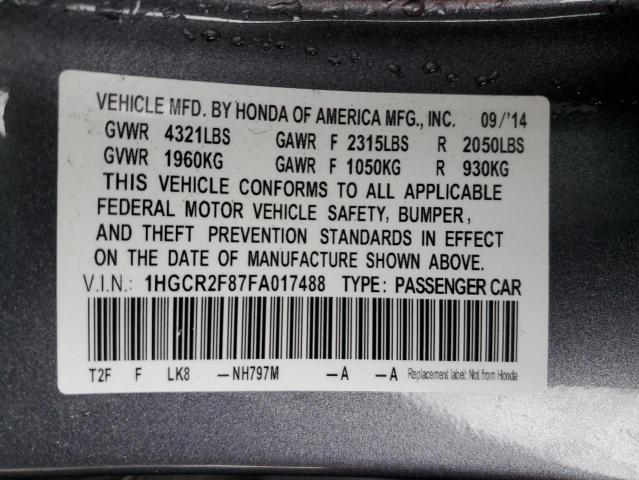 VEHICLE MFD. BY HONDA OF AMERICA MFG., INC. 09/'14
GVWR 4321LBS GAWR F 2315LBS R 2050LBS
GVWR 1960KG GAWR F 1050KG R 930KG
THIS VEHICLE CONFORMS TO ALL APPLICABLE
FEDERAL MOTOR VEHICLE SAFETY, BUMPER,
AND THEFT PREVENTION STANDARDS IN EFFECT
ON THE DATE OF MANUFACTURE SHOWN ABOVE.
V.I.N.: 1HGCR2F87FA017488 TYPE: PASSENGER CAR
T2F F LK8 –NH797M –A –A Replacement label: Not from Honda